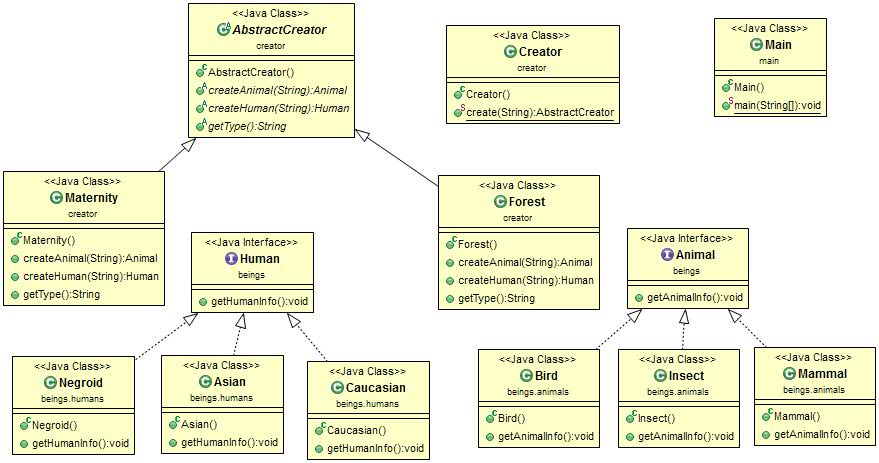 <<Java Class>>
AbstractCreator
creator
AbstractCreator()
createAnimal(String):Animal
createHuman(String):Human
getType():String
<<Java Class>>
Creator
creator
Creator()
create(String):AbstractCreator
<<Java Class>>
Main
main
Main()
main(String[]):void
<<Java Class>>
Maternity
creator
Maternity()
createAnimal(String):Animal
createHuman(String):Human
getType():String
<<Java Interface>>
Human
beings
getHumanInfo():void
<<Java Class>>
Forest
creator
Forest()
createAnimal(String):Animal
createHuman(String):Human
getType():String
<<Java Interface>>
Animal
beings
getAnimalInfo():void
<<Java Class>>
Negroid
beings.humans
Negroid()
getHumanInfo():void
<<Java Class>>
Asian
beings.humans
Asian()
getHumanInfo():void
<<Java Class>>
Caucasian
beings.humans
Caucasian()
getHumanInfo():void
<<Java Class>>
Bird
beings.animals
Bird()
getAnimalInfo():void
<<Java Class>>
Insect
beings.animals
Insect()
getAnimalInfo():void
<<Java Class>>
Mammal
beings.animals
Mammal()
getAnimalInfo():void